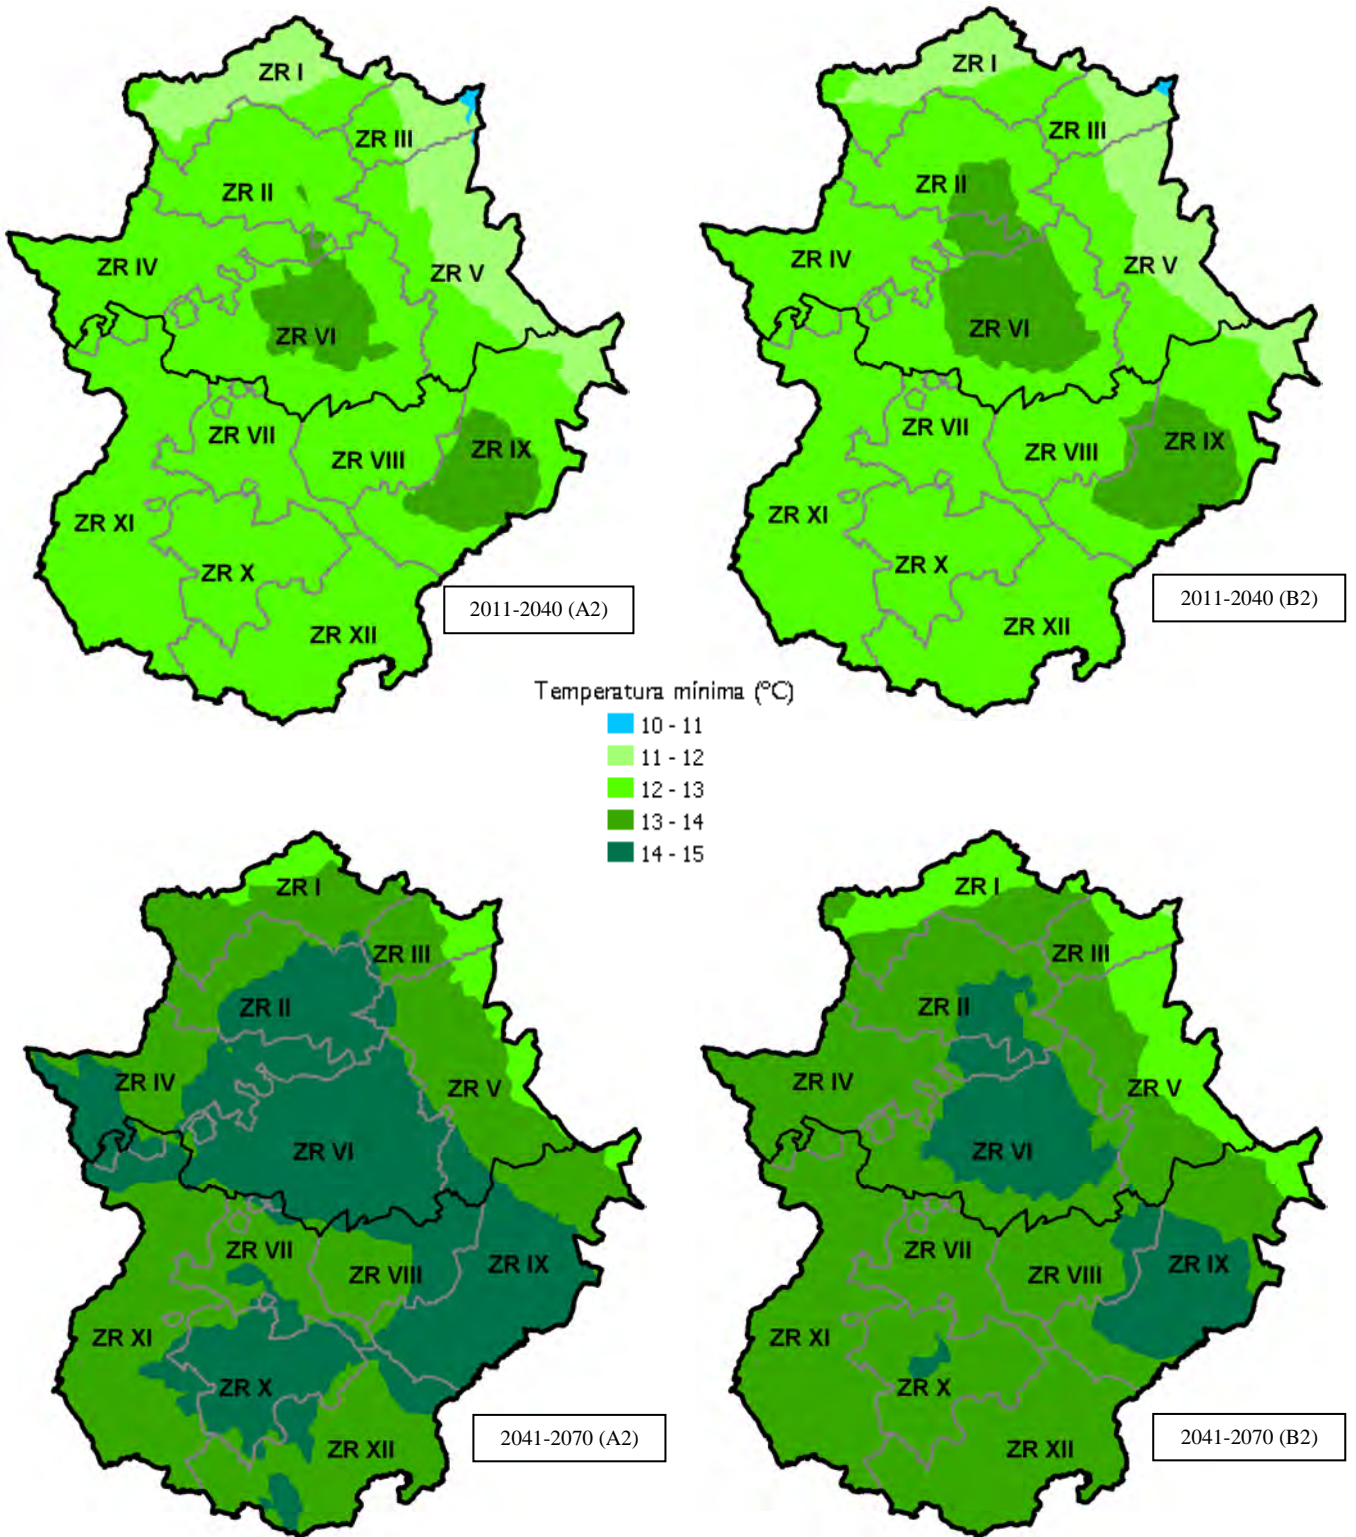 ZR I
ZR III
ZR II
ZR IV
ZR V
ZR VI
ZR VII
ZR VIII
ZR IX
ZR XI
ZR X
ZR XII
2011-2040 (A2)
ZR I
ZR III
ZR II
ZR IV
ZR V
ZR VI
ZR VII
ZR VIII
ZR IX
ZR XI
ZR X
ZR XII
2011-2040 (B2)
Temperatura mínima (ºC)
10 - 11
11 - 12
12 - 13
13 - 14
14 - 15
ZR I
ZR III
ZR II
ZR IV
ZR V
ZR VI
ZR VII
ZR VIII
ZR IX
ZR XI
ZR X
ZR XII
2041-2070 (A2)
ZR I
ZR III
ZR II
ZR IV
ZR V
ZR VI
ZR VII
ZR VIII
ZR IX
ZR XI
ZR X
ZR XII
2041-2070 (B2)